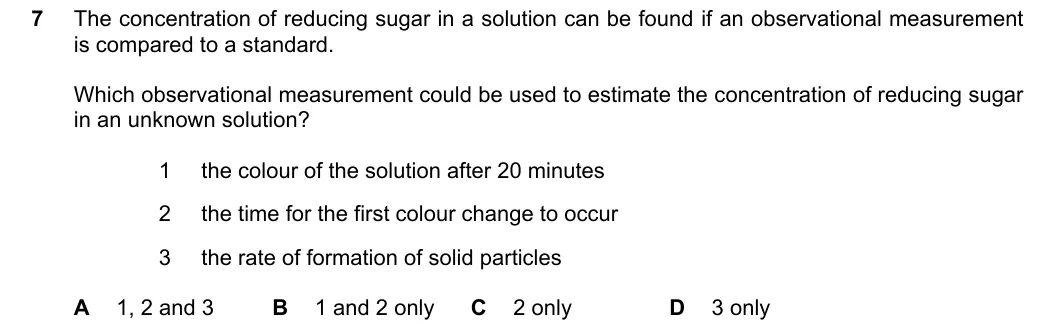 7 The concentration of reducing sugar in a solution can be found if an observational measurement
is compared to a standard.
Which observational measurement could be used to estimate the concentration of reducing sugar
in an unknown solution?
1 the colour of the solution after 20 minutes
2 the time for the first colour change to occur
3 the rate of formation of solid particles
A 1, 2 and 3 B 1 and 2 only C 2 only D 3 only